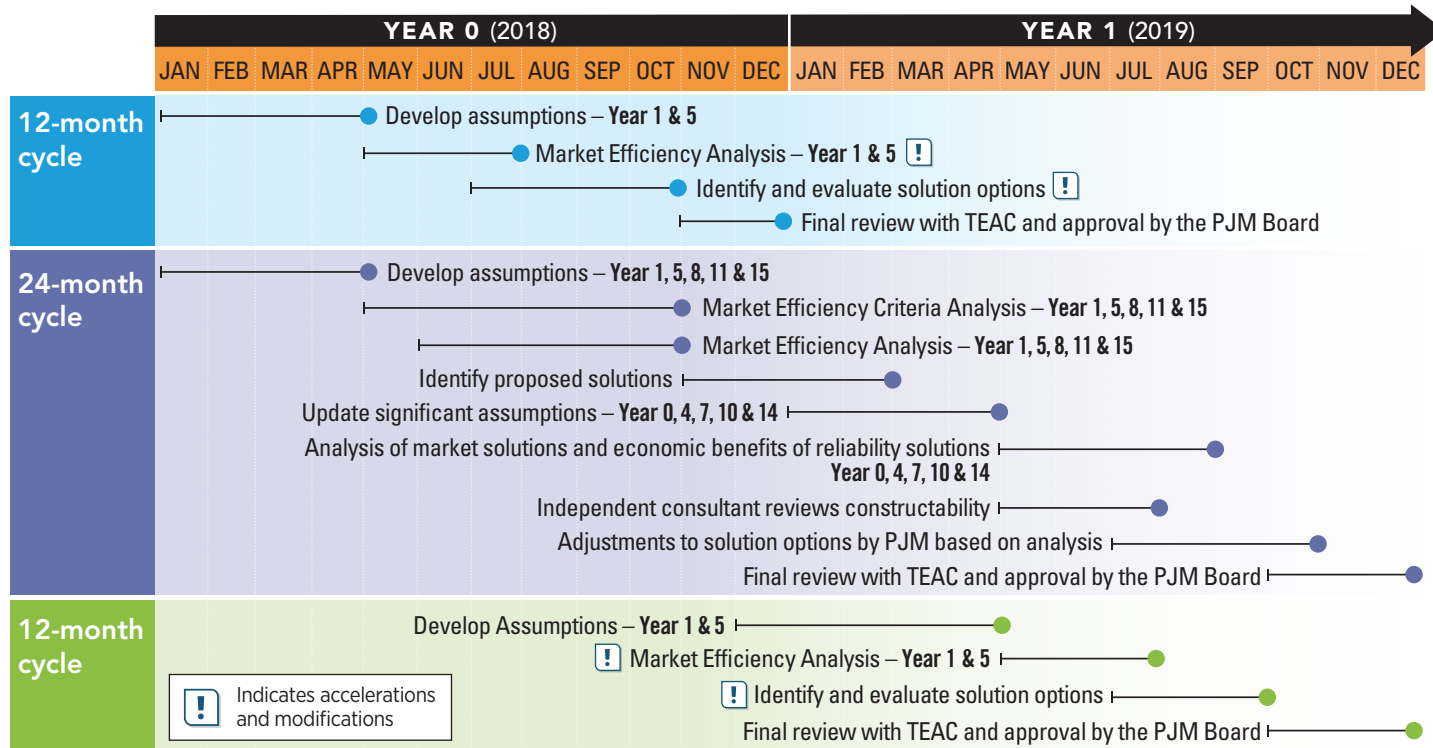 YEAR 0 (2018) YEAR 1 (2019)
JAN FEB MAR APR MAY JUN JUL AUG SEP OCT NOV DEC JAN FEB MAR APR MAY JUN JUL AUG SEP OCT NOV DEC
12-month
cycle
Develop assumptions – Year 1 & 5
Market Efficiency Analysis – Year 1 & 5 !
Identify and evaluate solution options !
Final review with TEAC and approval by the PJM Board
24-month
cycle
Develop assumptions – Year 1, 5, 8, 11 & 15
Market Efficiency Criteria Analysis – Year 1, 5, 8, 11 & 15
Market Efficiency Analysis – Year 1, 5, 8, 11 & 15
Identify proposed solutions
Update significant assumptions – Year 0, 4, 7, 10 & 14
Analysis of market solutions and economic benefits of reliability solutions
Year 0, 4, 7, 10 & 14
Independent consultant reviews constructability
Adjustments to solution options by PJM based on analysis
Final review with TEAC and approval by the PJM Board
12-month
cycle
Develop Assumptions – Year 1 & 5
! Market Efficiency Analysis – Year 1 & 5
! Identify and evaluate solution options
Final review with TEAC and approval by the PJM Board
! Indicates accelerations
and modifications